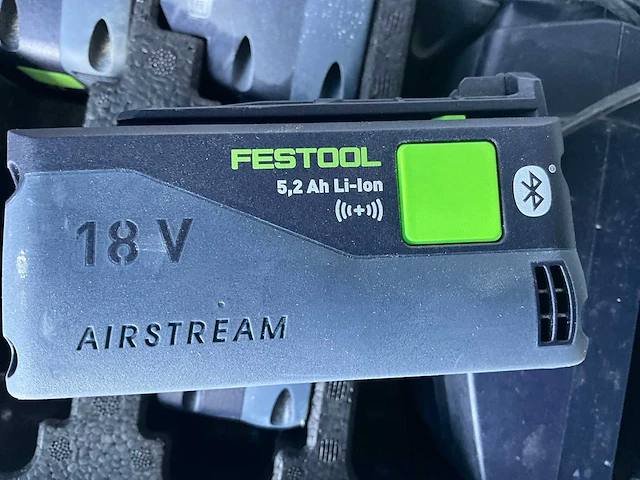 FESTOOL
5,2 Ah Li-Ion
((+))
18 V
AIRSTREAM
®